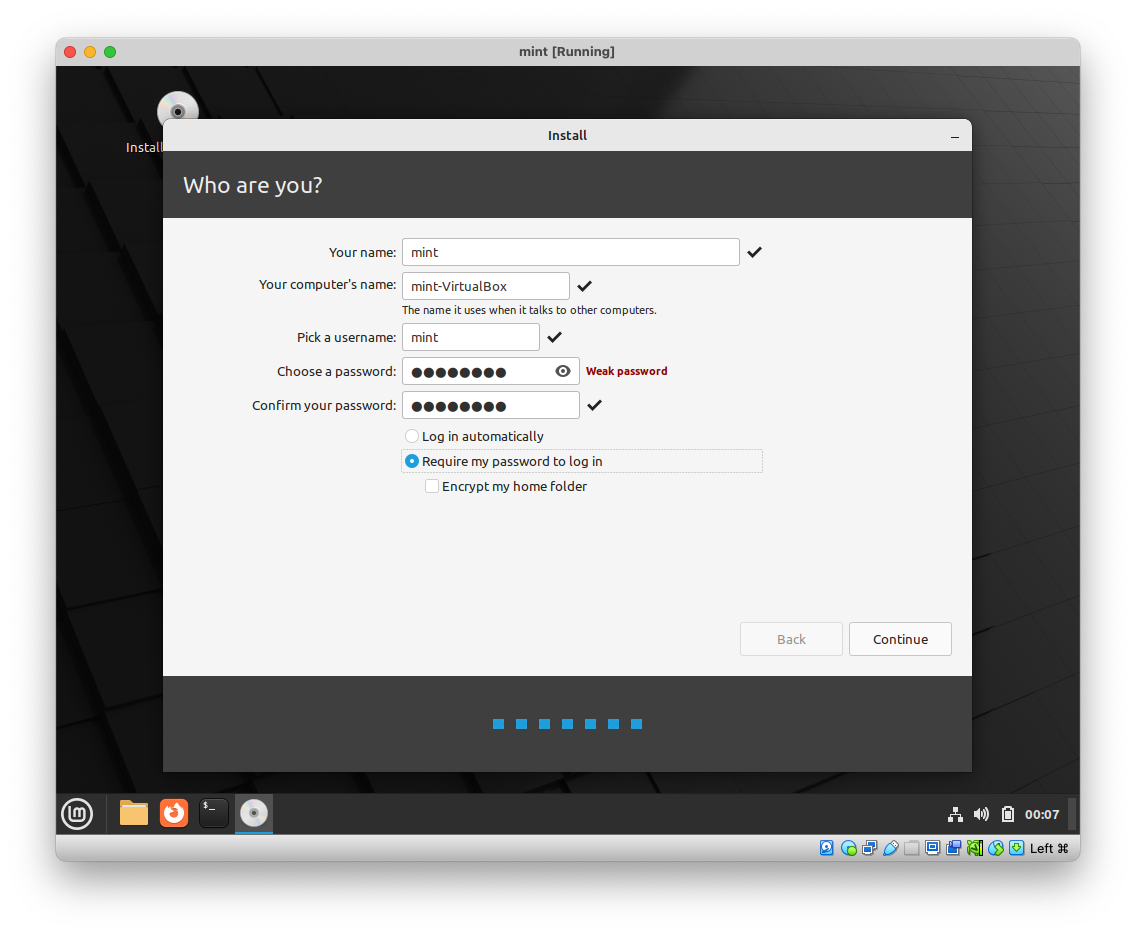 mint [Running]
Install
Install
Who are you?
Your name: mint
Your computer's name: mint-VirtualBox
The name it uses when it talks to other computers.
Pick a username: mint
Choose a password: ●●●●●●●● Weak password
Confirm your password: ●●●●●●●●
Log in automatically
Require my password to log in
Encrypt my home folder
Back Continue
lm $_ 00:07
Left ⌘